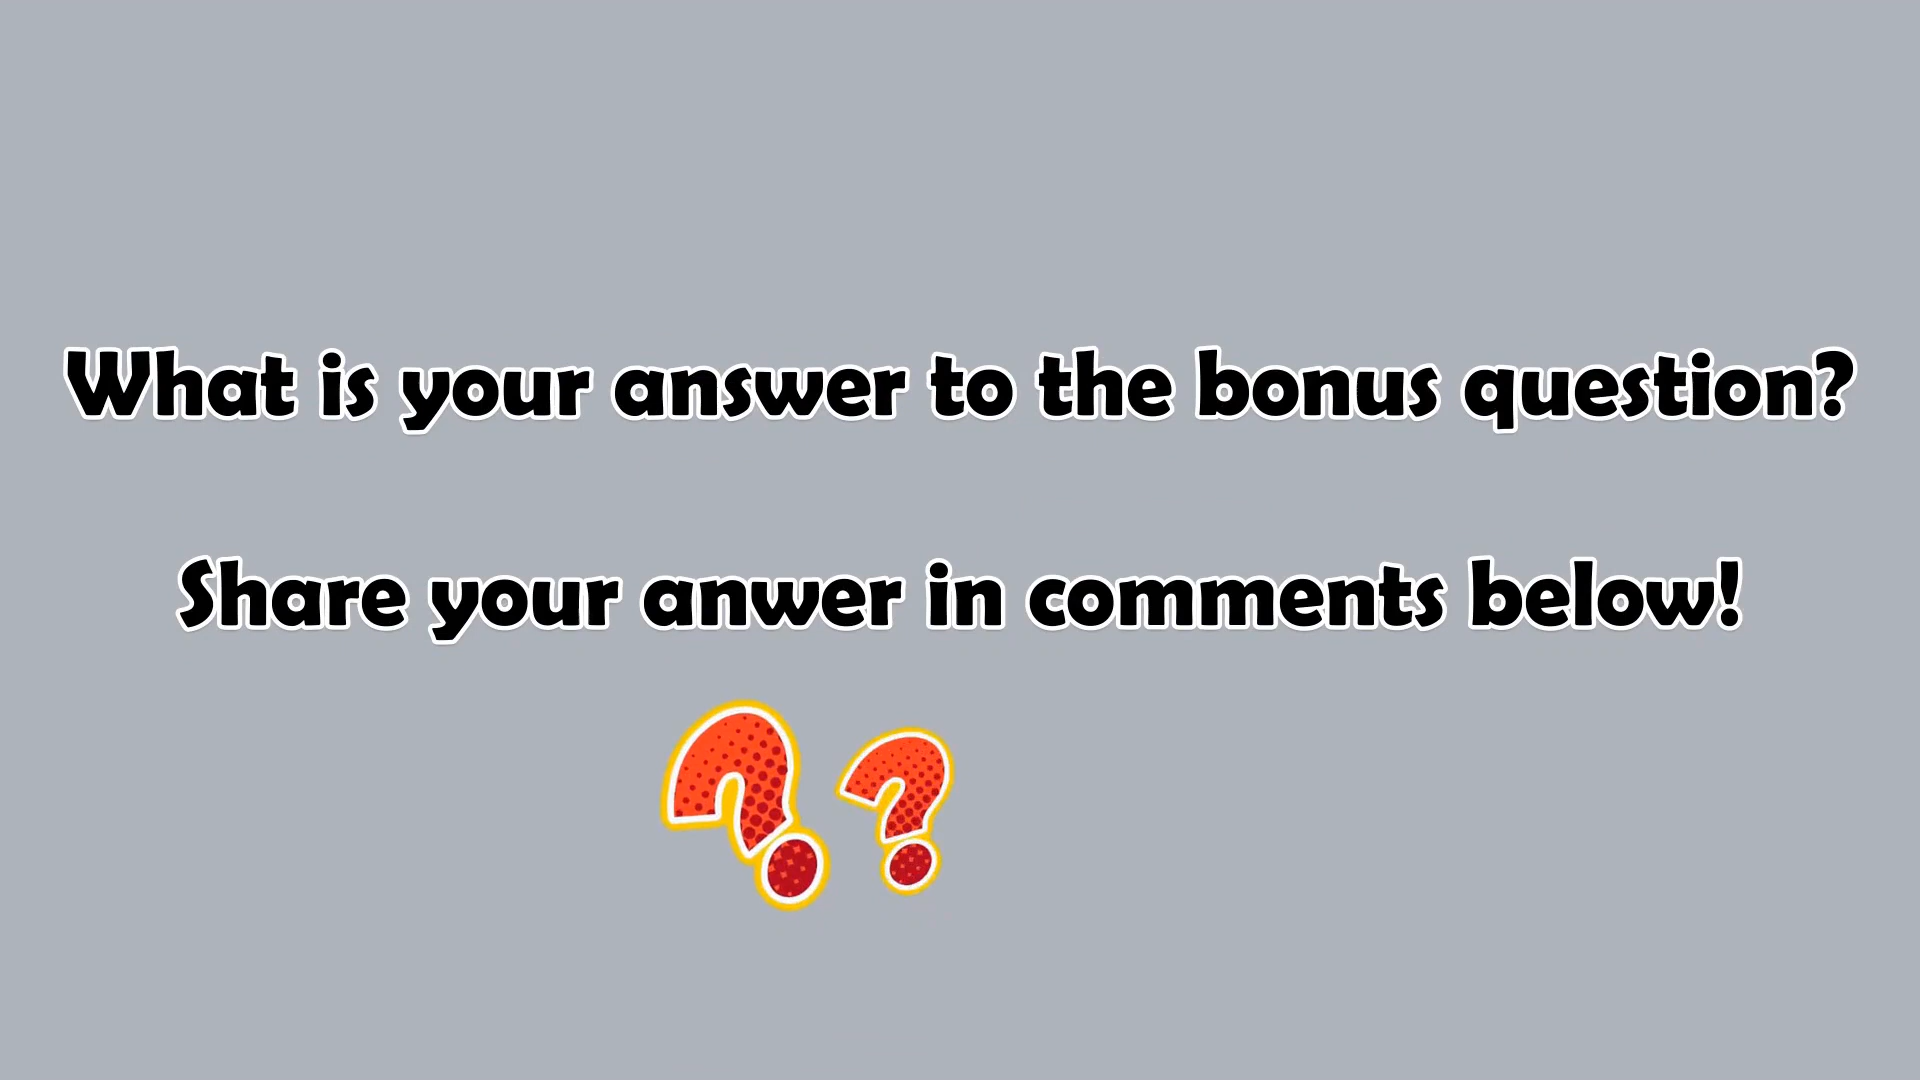 What is your answer to the bonus question?
Share your anwer in comments below!